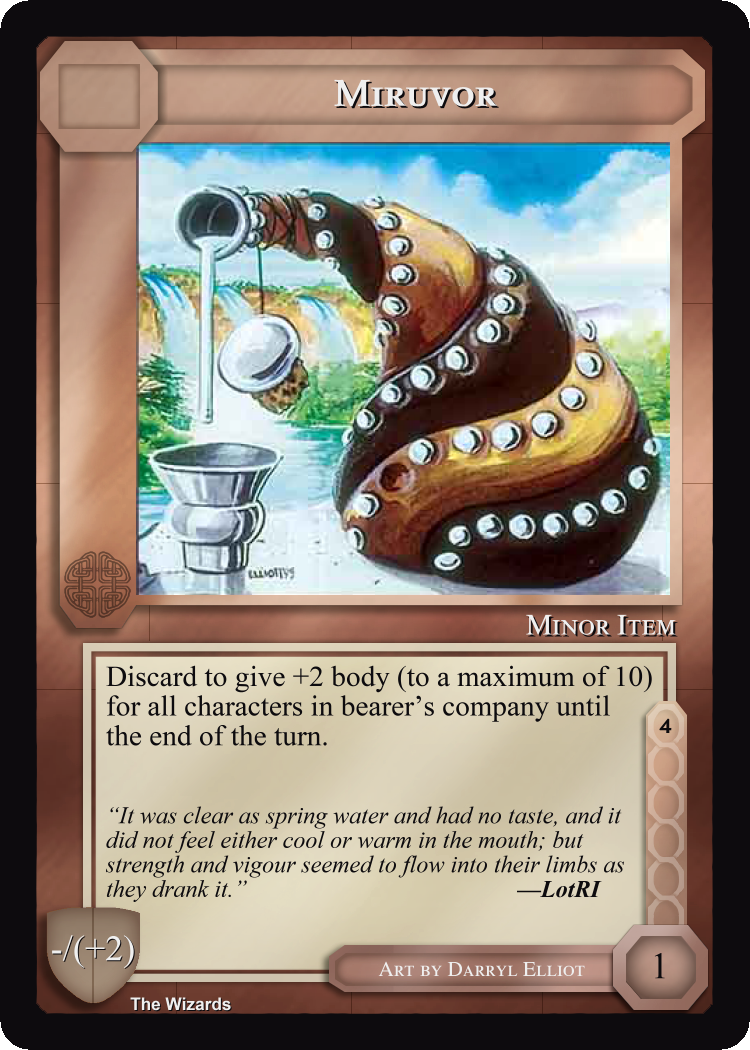 Miruvor
ELLIOTT95
Minor Item
Discard to give +2 body (to a maximum of 10)
for all characters in bearer's company until
the end of the turn.
4
“It was clear as spring water and had no taste, and it
did not feel either cool or warm in the mouth; but
strength and vigour seemed to flow into their limbs as
they drank it.” —LotRI
-/(+2)
Art by Darryl Elliot
1
The Wizards